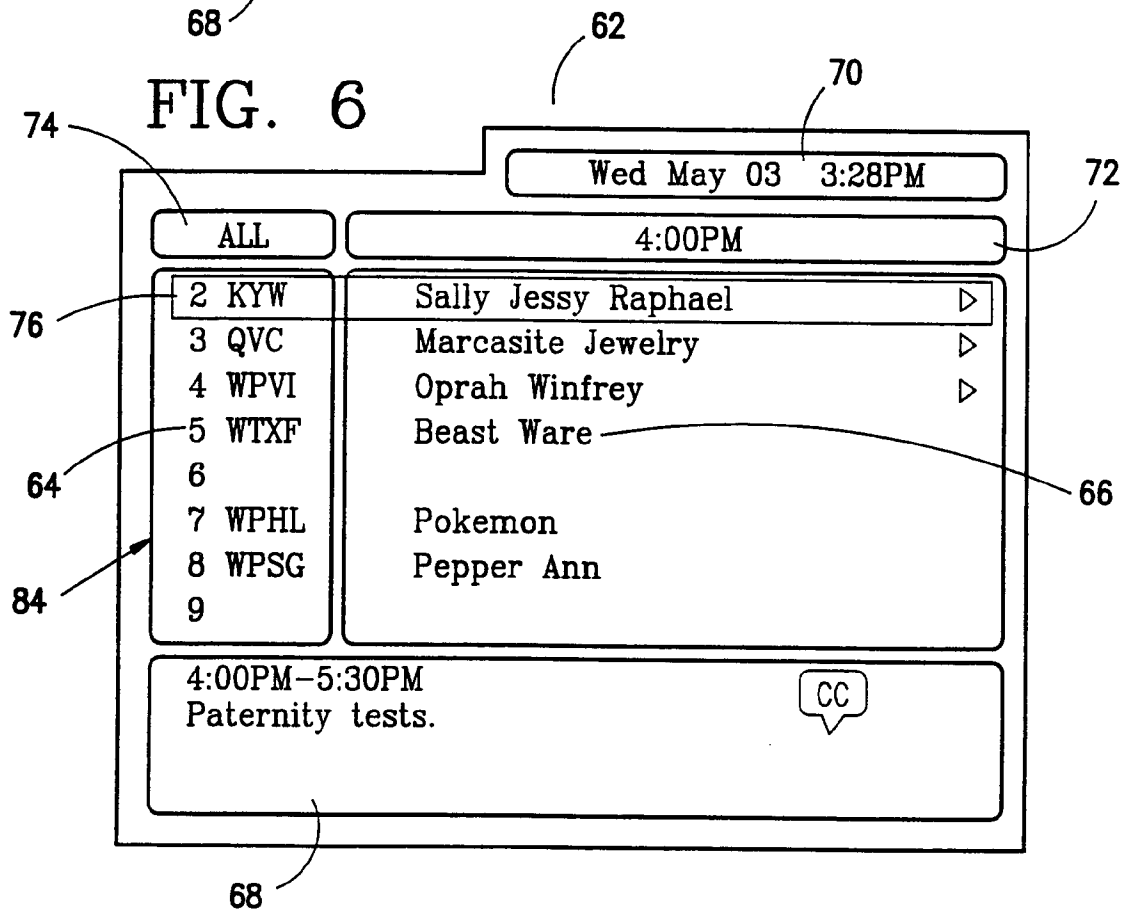 68
62
FIG. 6
70
74
Wed May 03 3:28PM
72
ALL 4:00PM
76
2 KYW Sally Jessy Raphael ▷
3 QVC Marcasite Jewelry ▷
4 WPVI Oprah Winfrey ▷
5 WTXF Beast Ware
64
66
6
7 WPHL Pokemon
8 WPSG Pepper Ann
84
9
4:00PM-5:30PM CC
Paternity tests.
68